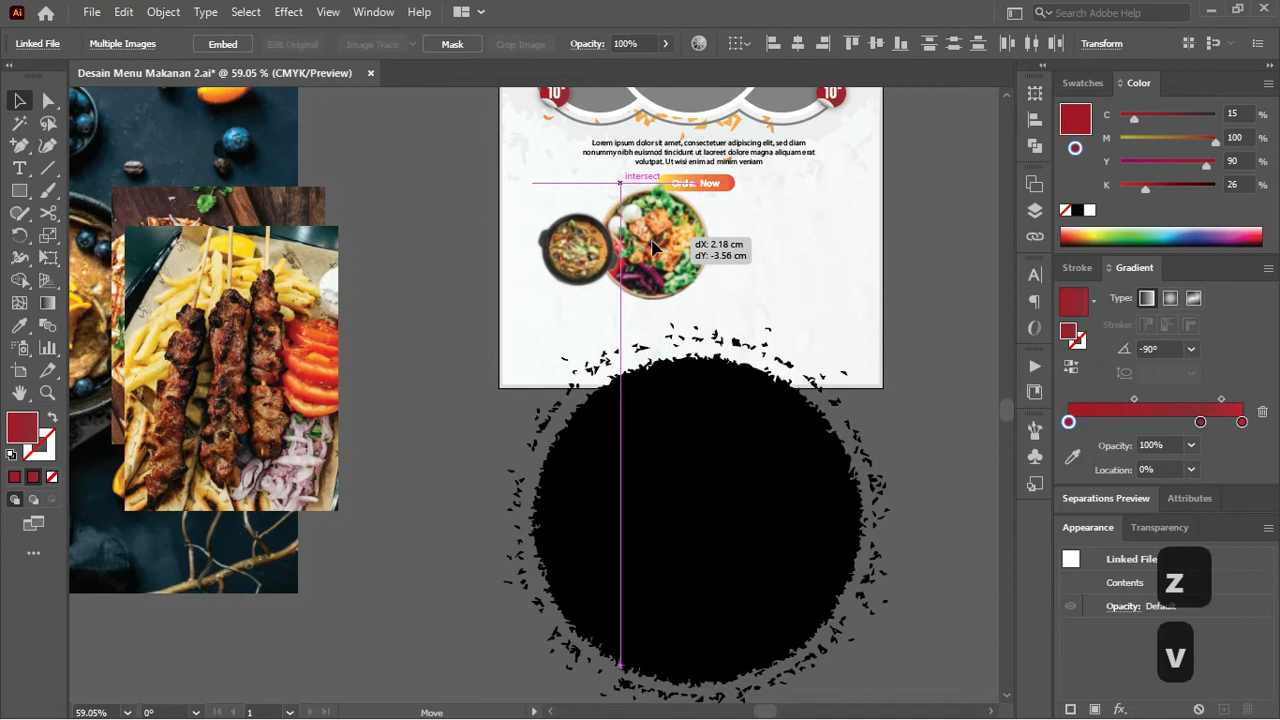 Ai File Edit Object Type Select Effect View Window Help Search Adobe Help
Linked File Multiple Images Embed Edit Original Image Trace Mask Crop Image Opacity: 100% Transform
Desain Menu Makanan 2.ai* @ 59.05 % (CMYK/Preview)
Swatches Color
C 15
M 100
Y 90
K 26
10 10
Lorem ipsum dolor sit amet, consectetuer adipiscing elit, sed diam
nonummy nibh euismod tincidunt ut laoreet dolore magna aliquam erat
volutpat. Ut wisi enim ad minim veniam
intersect
Order Now
dX: 2.18 cm
dY: -3.56 cm
Stroke Gradient
Type:
Stroke:
-90°
Opacity: 100%
Location: 0%
Separations Preview Attributes
Appearance Transparency
Linked File
Contents
Opacity: Default
z
v
59.05% 0° 1 Move
fx